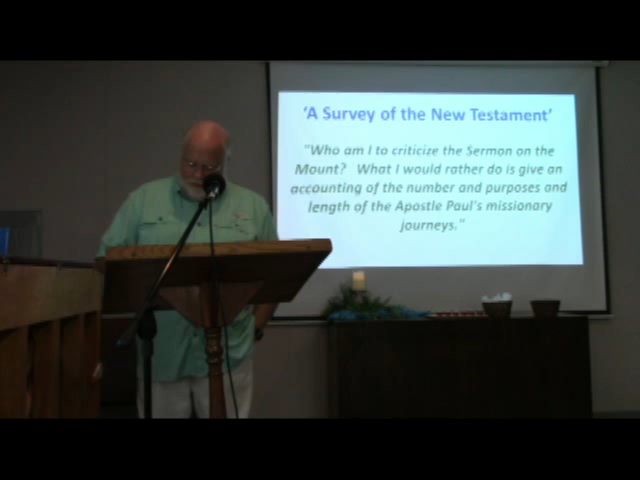 ‘A Survey of the New Testament’
"Who am I to criticize the Sermon on the
Mount? What I would rather do is give an
accounting of the number and purposes and
length of the Apostle Paul's missionary
journeys."